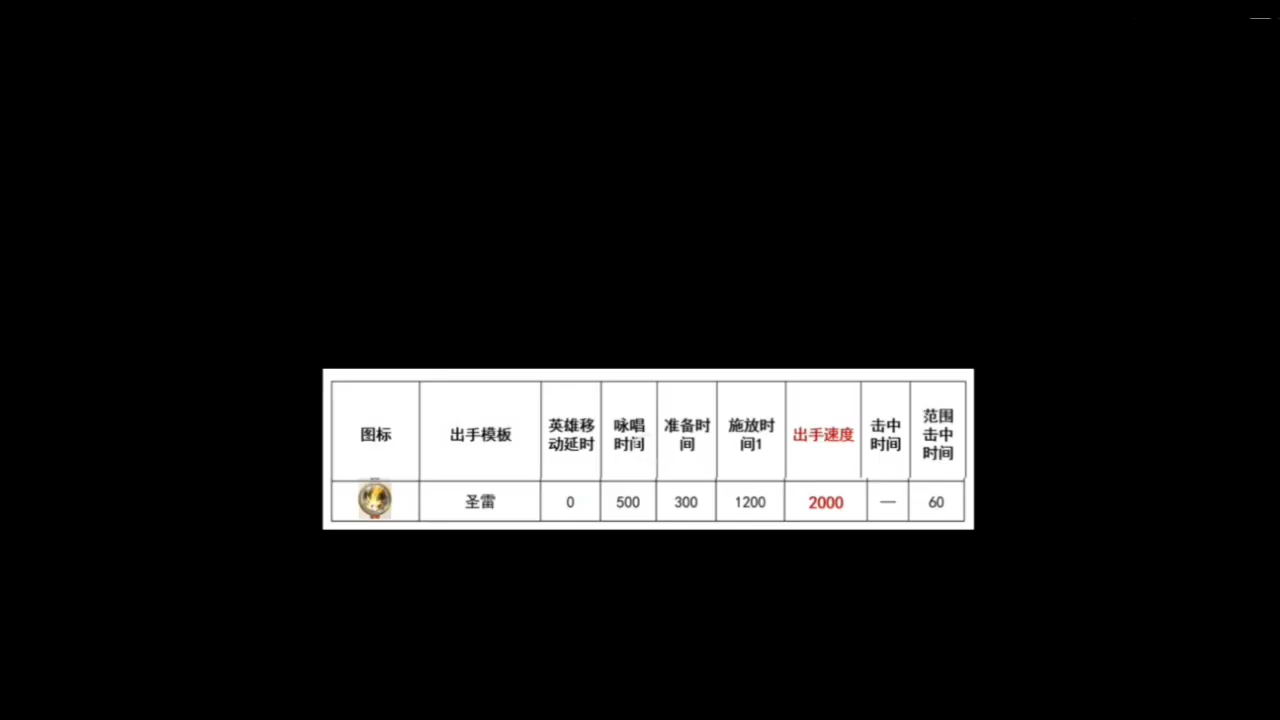 图标 出手模板 英雄移动延时 咏唱时间 准备时间 施放时间1 出手速度 击中时间 范围击中时间
圣雷 0 500 300 1200 2000 — 60